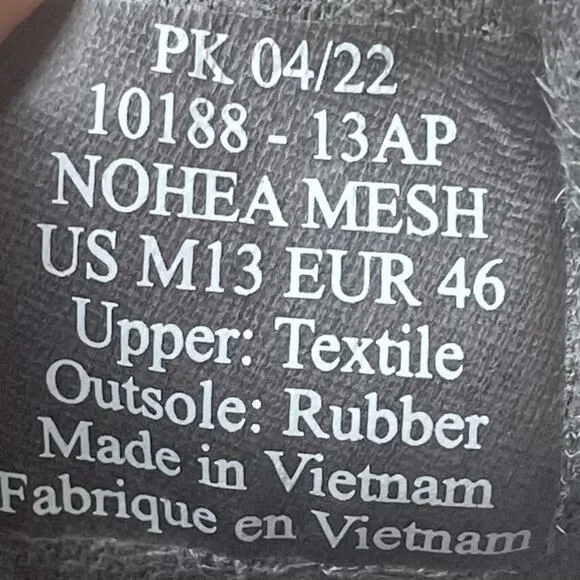 PK 04/22
10188 - 13AP
NOHEA MESH
US M13 EUR 46
Upper: Textile
Outsole: Rubber
Made in Vietnam
Fabrique en Vietnam